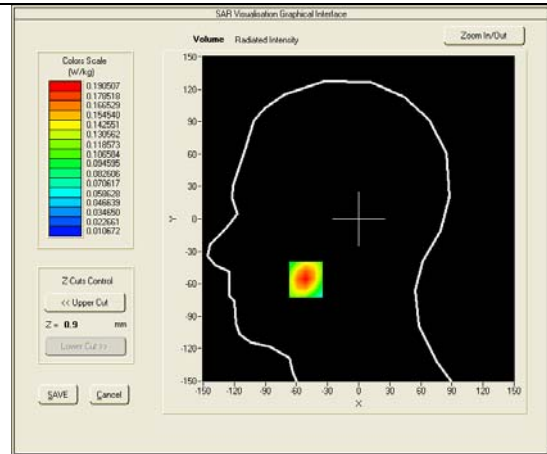 SAR Visualisation Graphical Interface
Volume Radiated Intensity
Zoom In/Out
Colors Scale
(W/kg)
0.190507
0.178518
0.166529
0.154540
0.142551
0.130562
0.118573
0.106584
0.094595
0.082606
0.070617
0.058628
0.046639
0.034650
0.022661
0.010672
Z Cuts Control
<< Upper Cut
Z = 0.9 mm
Lower Cut >>
SAVE Cancel
150
120
90
60
30
0
-30
-60
-90
-120
-150
Y
-150 -120 -90 -60 -30 0 30 60 90 120 150
X